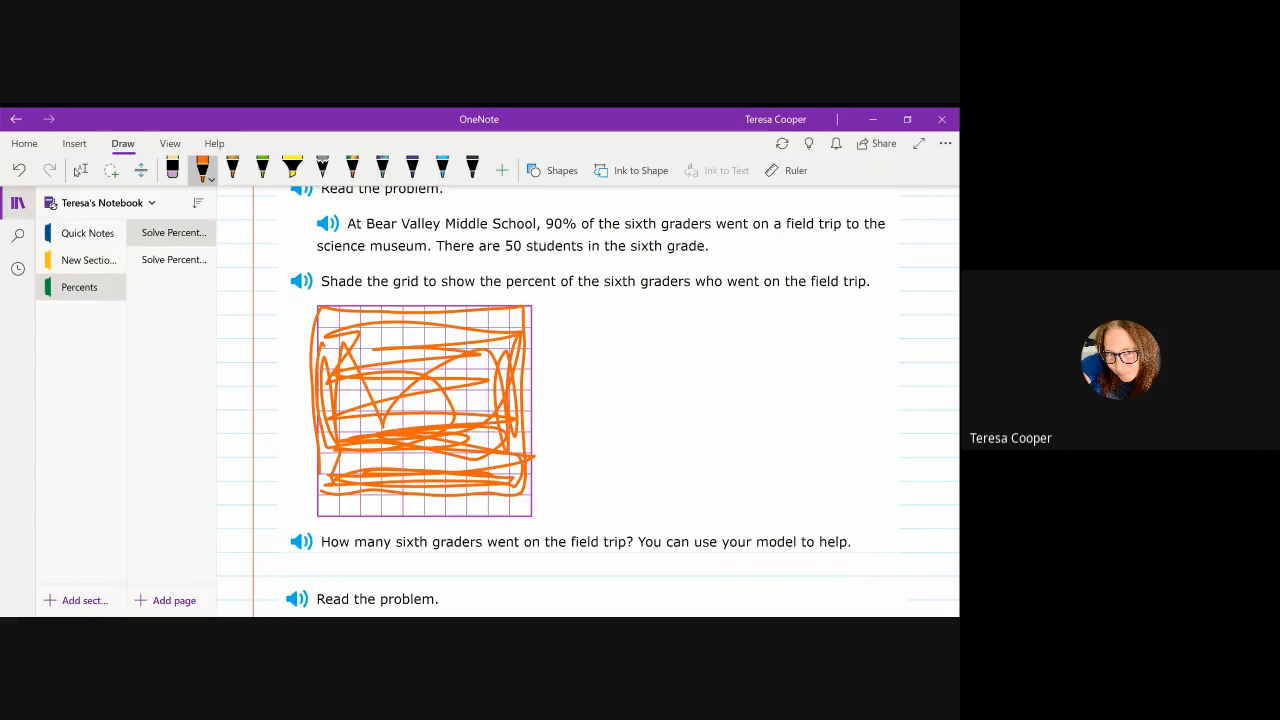 OneNote
Teresa Cooper
Home Insert Draw View Help
Share
Shapes Ink to Shape Ink to Text Ruler
Teresa's Notebook
Quick Notes
New Sectio...
Percents
Solve Percent...
Solve Percent...
Read the problem.
At Bear Valley Middle School, 90% of the sixth graders went on a field trip to the
science museum. There are 50 students in the sixth grade.
Shade the grid to show the percent of the sixth graders who went on the field trip.
How many sixth graders went on the field trip? You can use your model to help.
Read the problem.
Add sect... Add page
Teresa Cooper